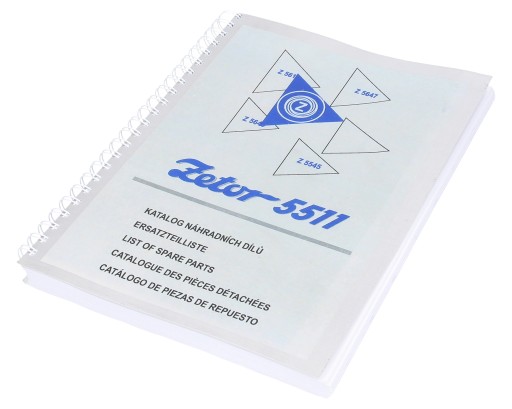 Z 5647
Z
Z 5545
Zetor 5511
KATALOG NÁHRADNÍCH DÍLŮ
ERSATZTEILLISTE
LIST OF SPARE PARTS
CATALOGUE DES PIÈCES DÉTACHÉES
CATÁLOGO DE PIEZAS DE REPUESTO